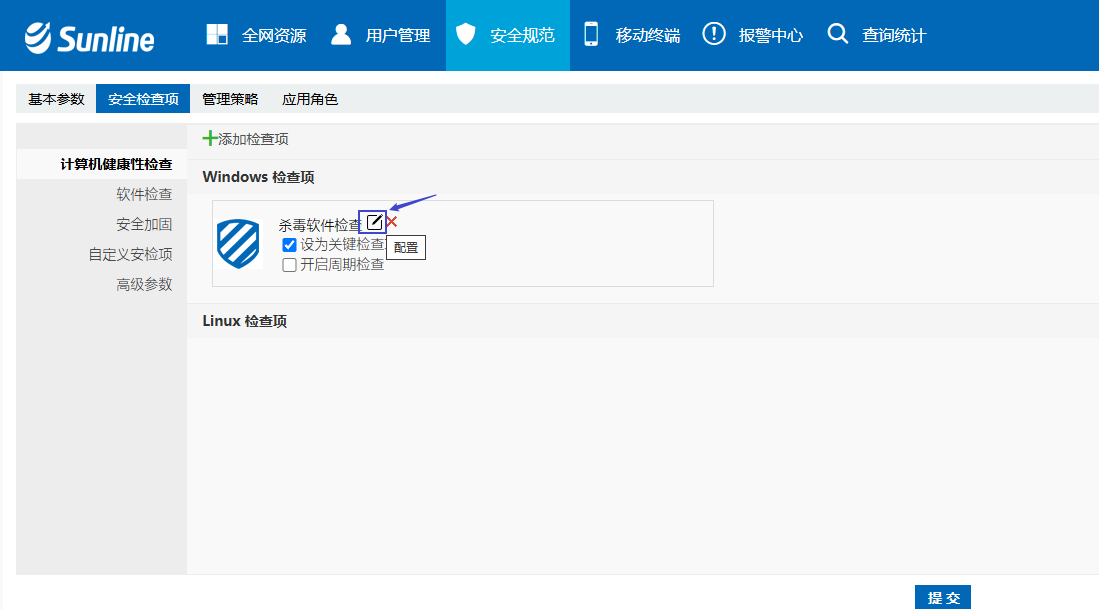 Sunline 全网资源 用户管理 安全规范 移动终端 报警中心 查询统计
基本参数 安全检查项 管理策略 应用角色
添加检查项
计算机健康性检查
软件检查
安全加固
自定义安检项
高级参数
Windows 检查项
杀毒软件检查
设为关键检查
配置
开启周期检查
Linux 检查项
提 交